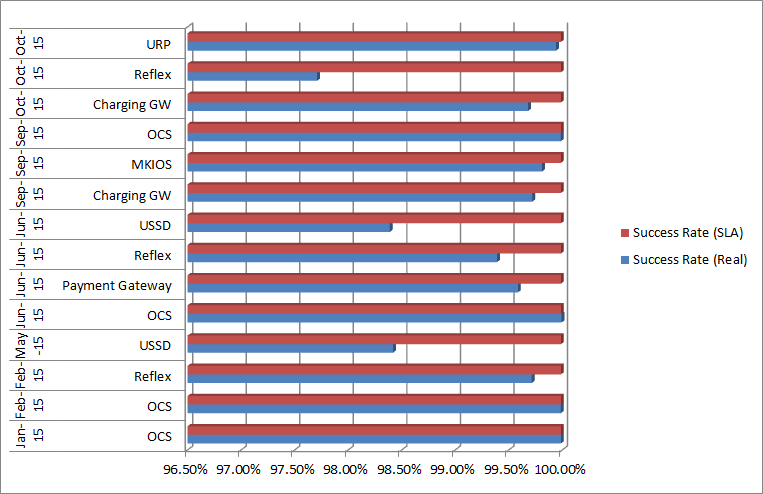 Oct-15 URP
Oct-15 Reflex
Oct-15 Charging GW
Sep-15 OCS
Sep-15 MKIOS
Sep-15 Charging GW
Jun-15 USSD
Jun-15 Reflex
Jun-15 Payment Gateway
Jun-15 OCS
May-15 USSD
Feb-15 Reflex
Feb-15 OCS
Jan-15 OCS
96.50% 97.00% 97.50% 98.00% 98.50% 99.00% 99.50% 100.00%
Success Rate (SLA)
Success Rate (Real)